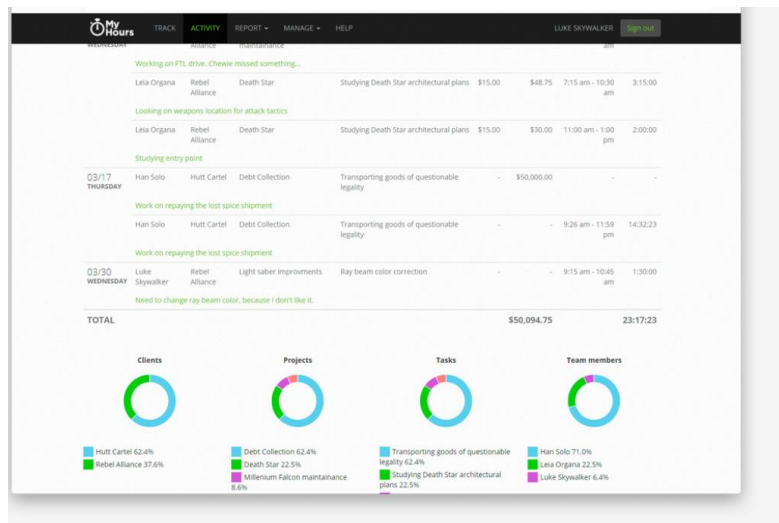 My Hours TRACK ACTIVITY REPORT MANAGE HELP LUKE SKYWALKER Sign out
WEDNESDAY Alliance maintainance am
Working on FTL drive. Chewie missed something...
Leia Organa Rebel Alliance Death Star Studying Death Star architectural plans $15.00 $48.75 7:15 am - 10:30 am 3:15:00
Looking on weapons location for attack tactics
Leia Organa Rebel Alliance Death Star Studying Death Star architectural plans $15.00 $30.00 11:00 am - 1:00 pm 2:00:00
Studying entry point
03/17 THURSDAY Han Solo Hutt Cartel Debt Collection Transporting goods of questionable legality - $50,000.00 - -
Work on repaying the lost spice shipment
Han Solo Hutt Cartel Debt Collection Transporting goods of questionable legality - - 9:26 am - 11:59 pm 14:32:23
Work on repaying the lost spice shipment
03/30 WEDNESDAY Luke Skywalker Rebel Alliance Light saber improvments Ray beam color correction - - 9:15 am - 10:45 am 1:30:00
Need to change ray beam color, because I don't like it.
TOTAL $50,094.75 23:17:23
Clients Projects Tasks Team members
Hutt Cartel 62.4%
Rebel Alliance 37.6%
Debt Collection 62.4%
Death Star 22.5%
Millenium Falcon maintainance
8.6%
Transporting goods of questionable
legality 62.4%
Studying Death Star architectural
plans 22.5%
Han Solo 71.0%
Leia Organa 22.5%
Luke Skywalker 6.4%